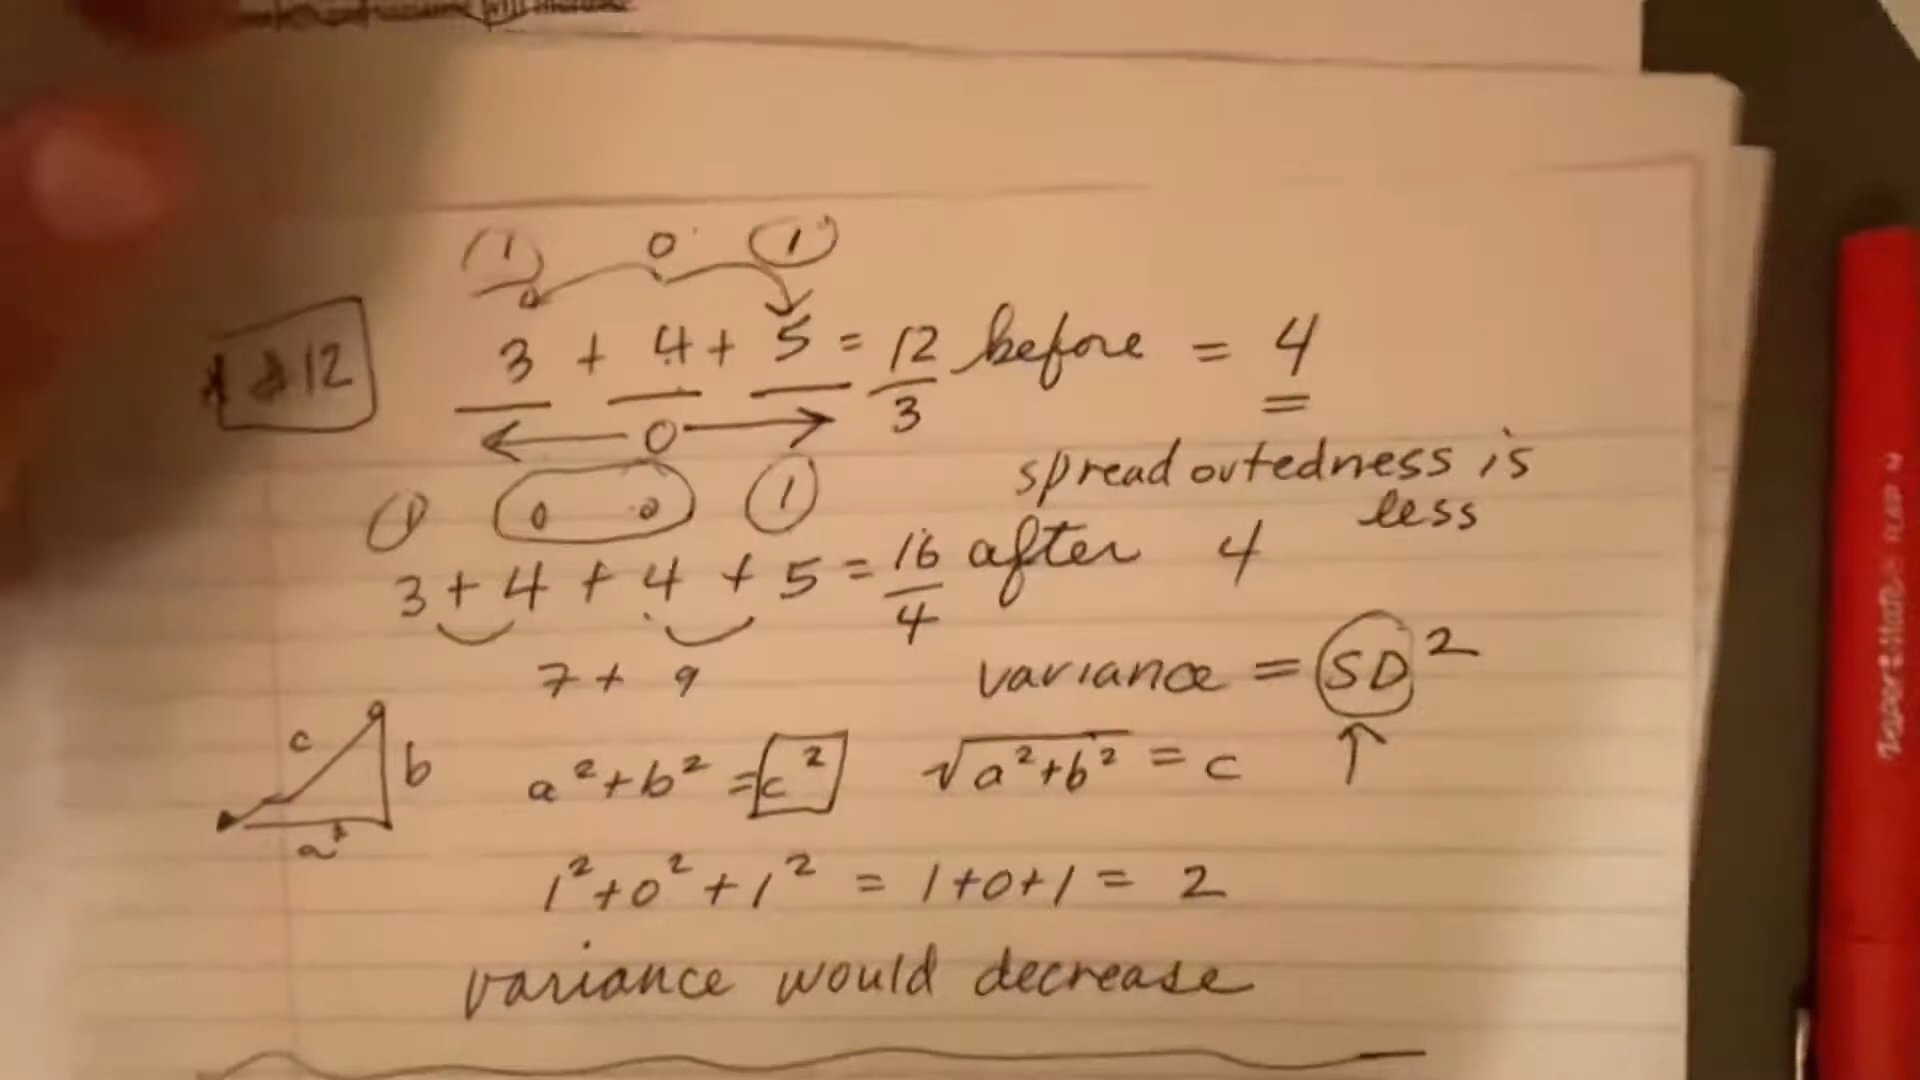 will increase
1 0 1
#12
3 + 4 + 5 = 12/3 before = 4
0
spread outedness is
less
1 0 0 1
3 + 4 + 4 + 5 = 16/4 after 4
7 + 9
variance = SD²
c b a
a² + b² = c² √a²+b² = c
1² + 0² + 1² = 1+0+1 = 2
variance would decrease